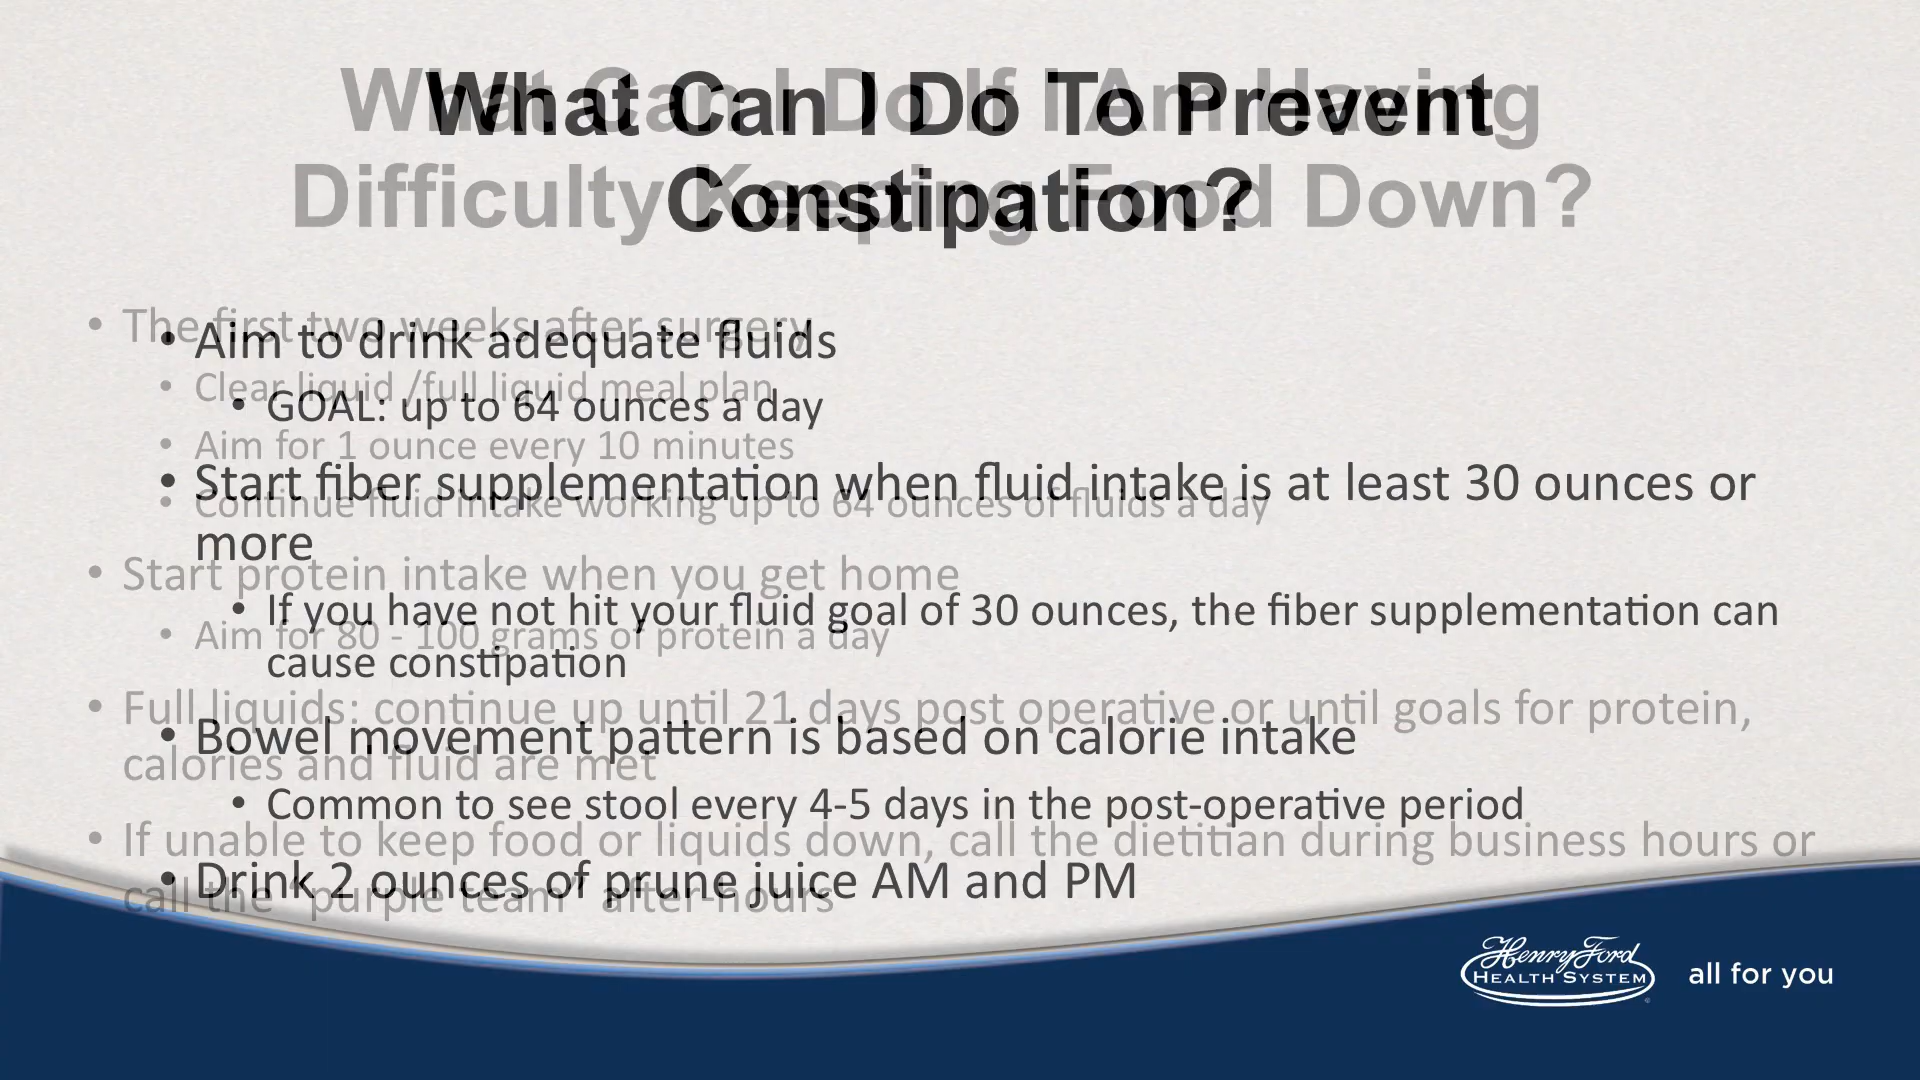 What Can I Do To Prevent
Constipation?
• Aim to drink adequate fluids
• GOAL: up to 64 ounces a day
• Start fiber supplementation when fluid intake is at least 30 ounces or
more
• If you have not hit your fluid goal of 30 ounces, the fiber supplementation can
cause constipation
• Bowel movement pattern is based on calorie intake
• Common to see stool every 4-5 days in the post-operative period
• Drink 2 ounces of prune juice AM and PM
What Can I Do If I Am Having
Difficulty Keeping Food Down?
• The first two weeks after surgery
• Clear liquid /full liquid meal plan
• Aim for 1 ounce every 10 minutes
• Continue fluid intake working up to 64 ounces of fluids a day
• Start protein intake when you get home
• Aim for 80 - 100 grams of protein a day
• Full liquids: continue up until 21 days post operative or until goals for protein,
calories and fluid are met
• If unable to keep food or liquids down, call the dietitian during business hours or
call the "purple team" after-hours
Henry Ford
HEALTH SYSTEM
all for you